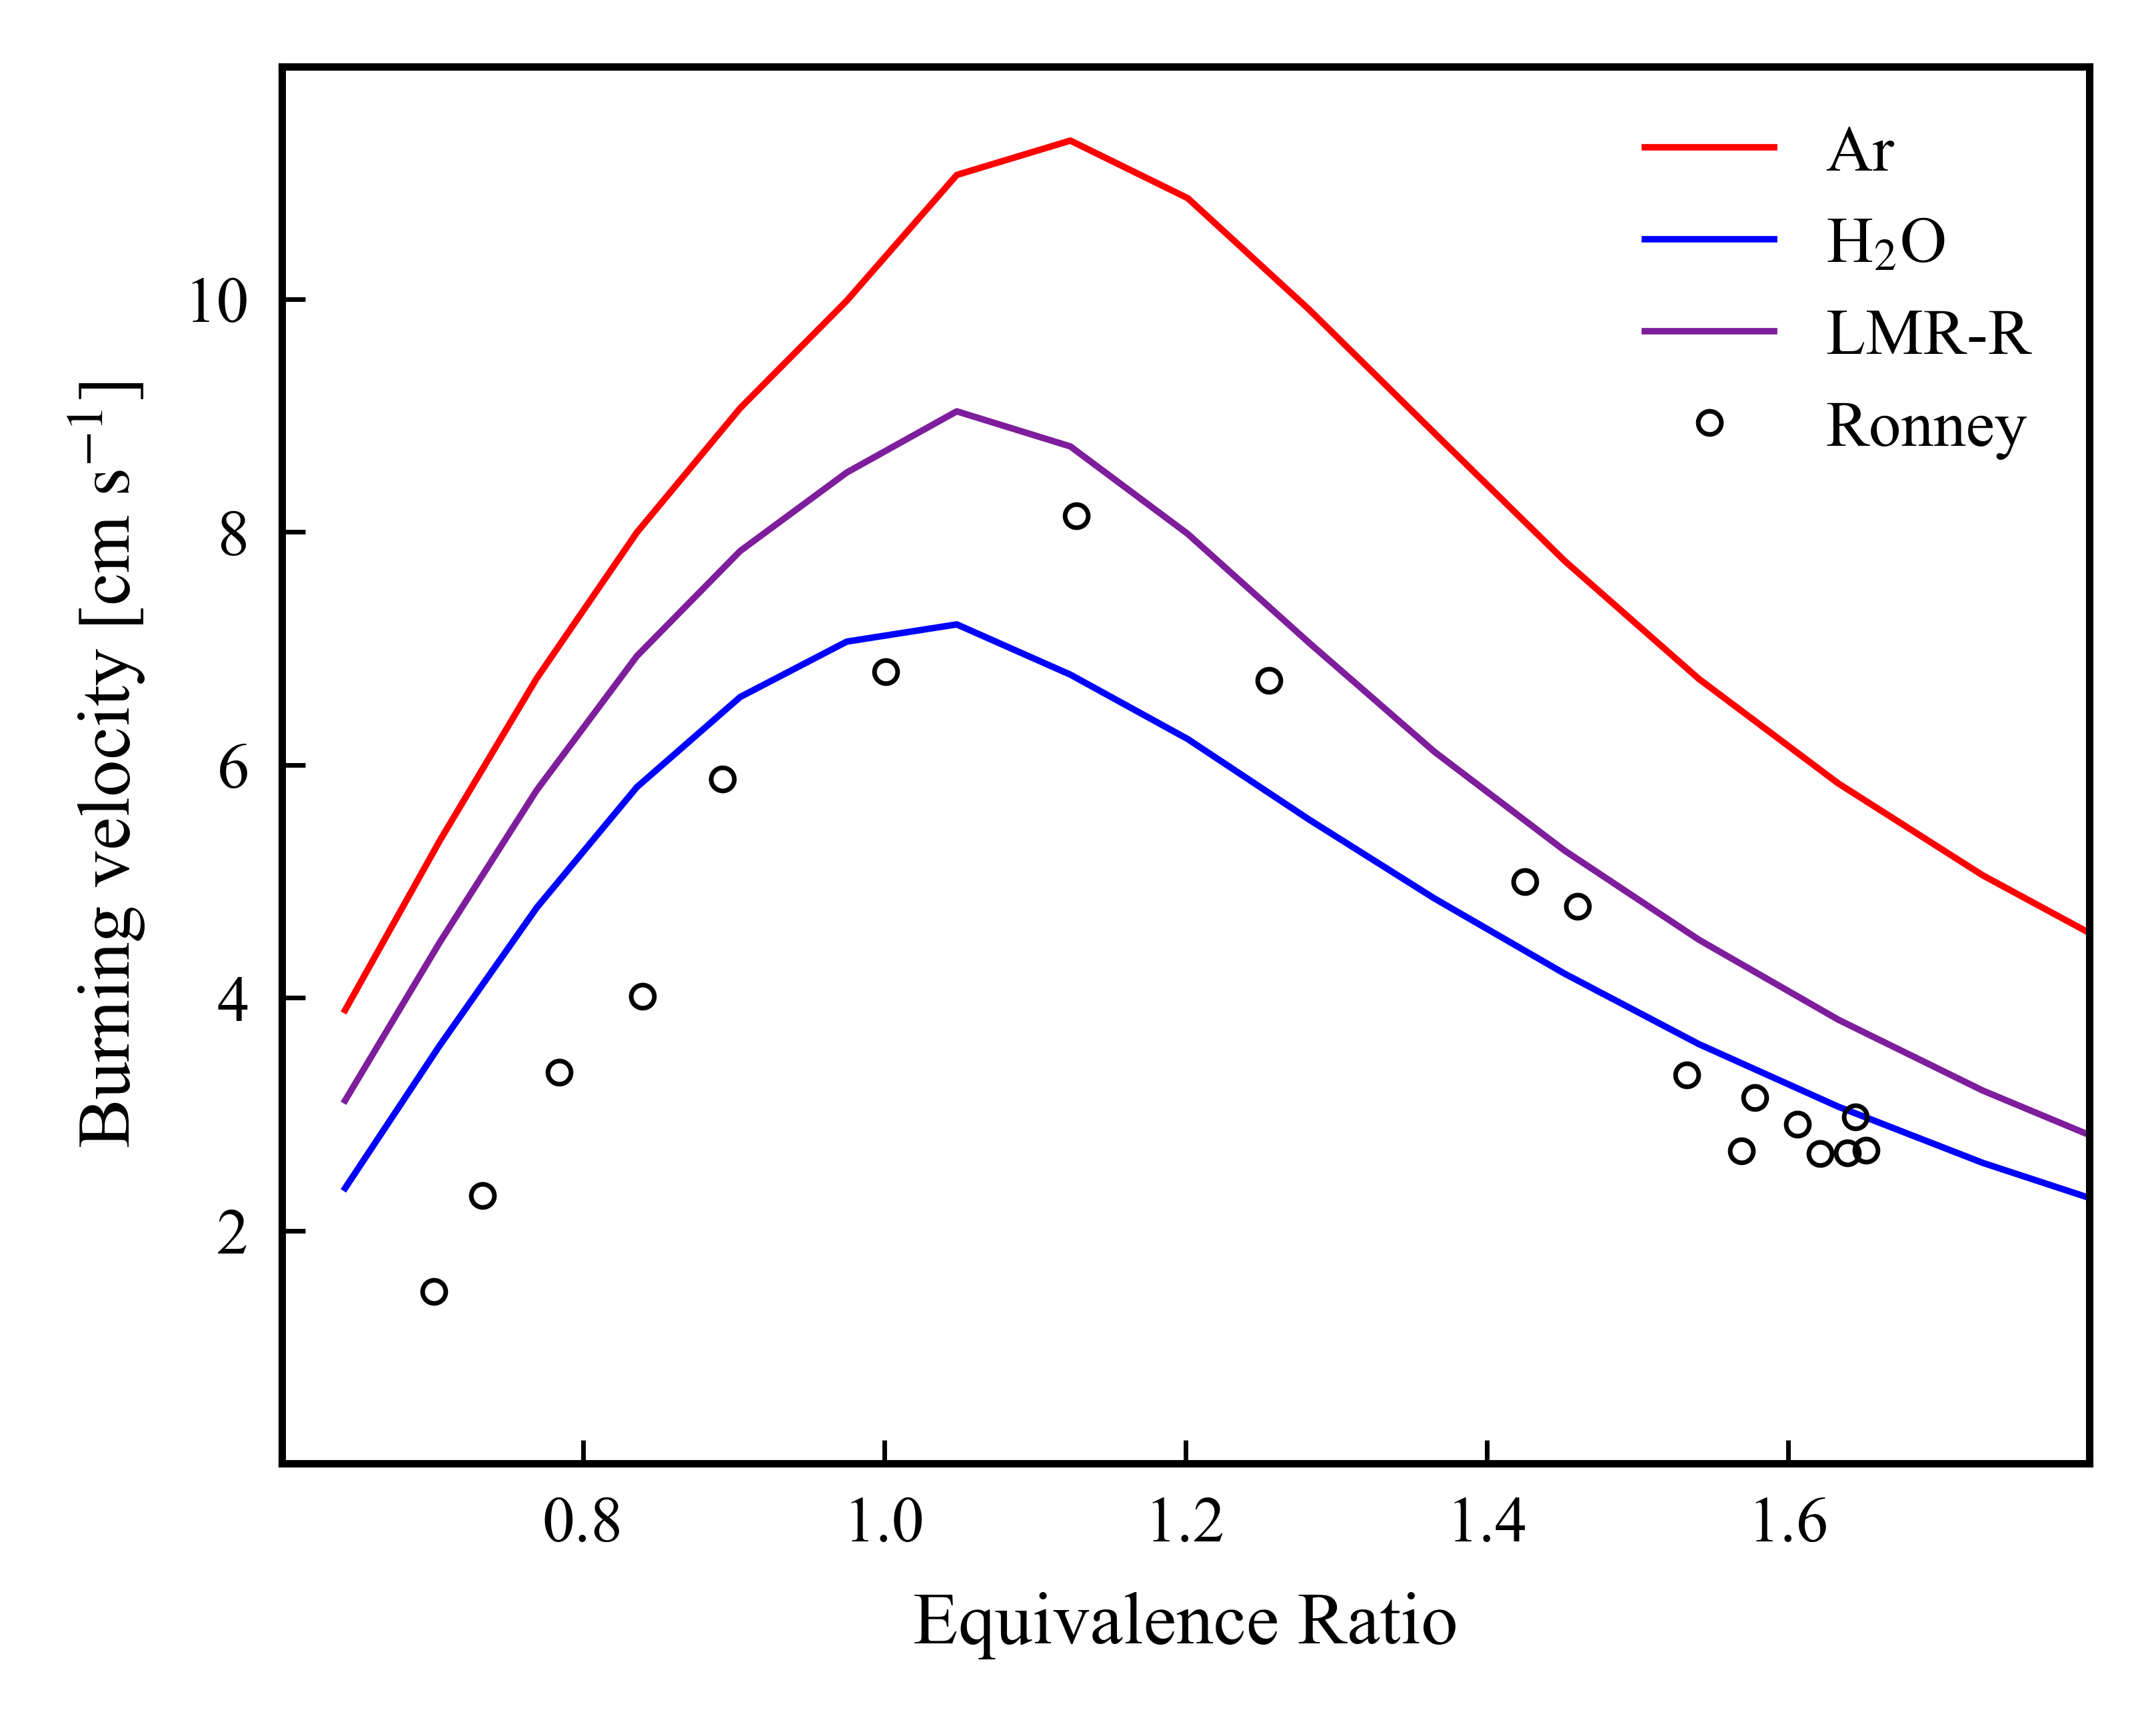 Ar
H₂O
LMR-R
Ronney
10
8
6
4
2
Burning velocity [cm s⁻¹]
0.8 1.0 1.2 1.4 1.6
Equivalence Ratio